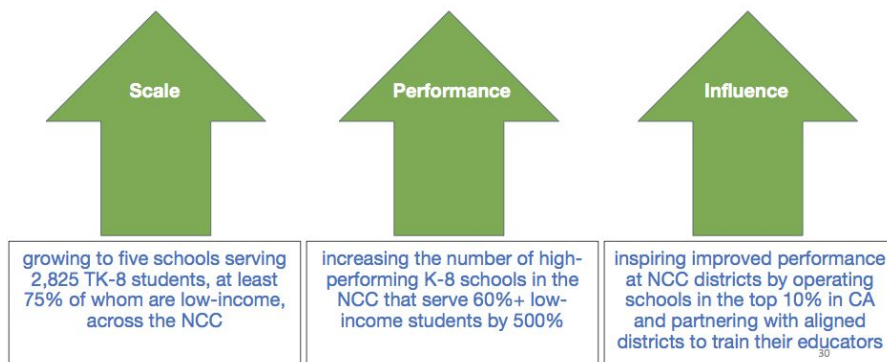 Scale
Performance
Influence
growing to five schools serving
2,825 TK-8 students, at least
75% of whom are low-income,
across the NCC
increasing the number of high-
performing K-8 schools in the
NCC that serve 60%+ low-
income students by 500%
inspiring improved performance
at NCC districts by operating
schools in the top 10% in CA
and partnering with aligned
districts to train their educators
30